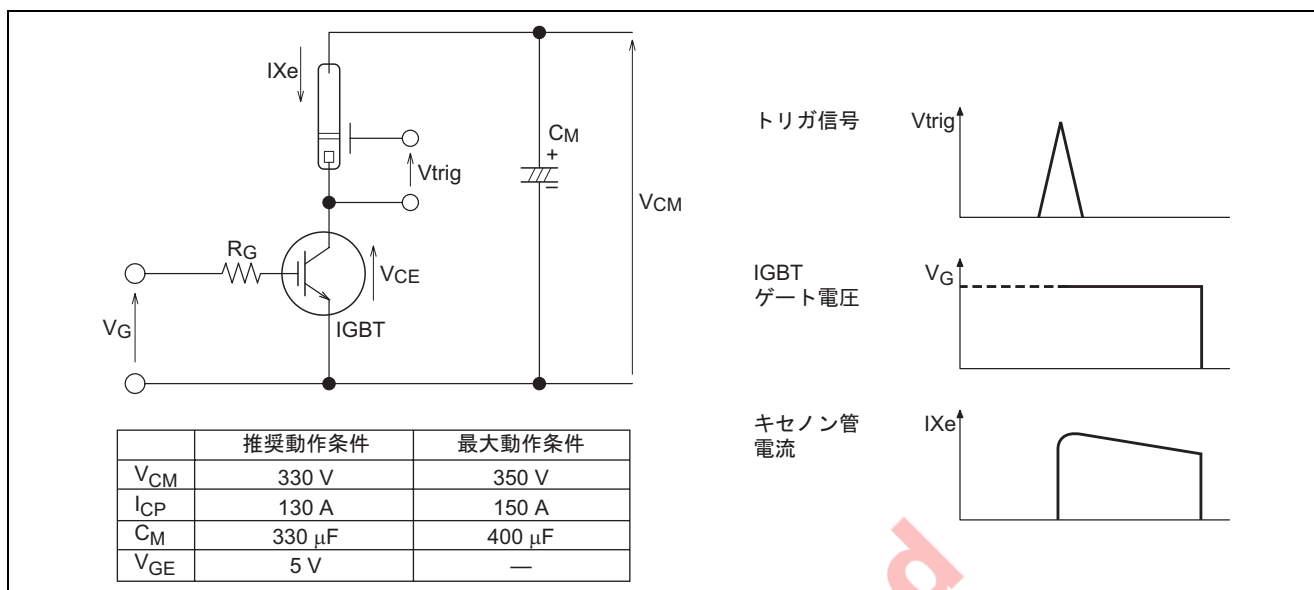 IXe
CM
+
–
Vtrig
VCM
RG
VCE
VG
IGBT
推奨動作条件 最大動作条件
VCM 330 V 350 V
ICP 130 A 150 A
CM 330 μF 400 μF
VGE 5 V —
トリガ信号 Vtrig
IGBT
ゲート電圧
VG
キセノン管
電流
IXe
d